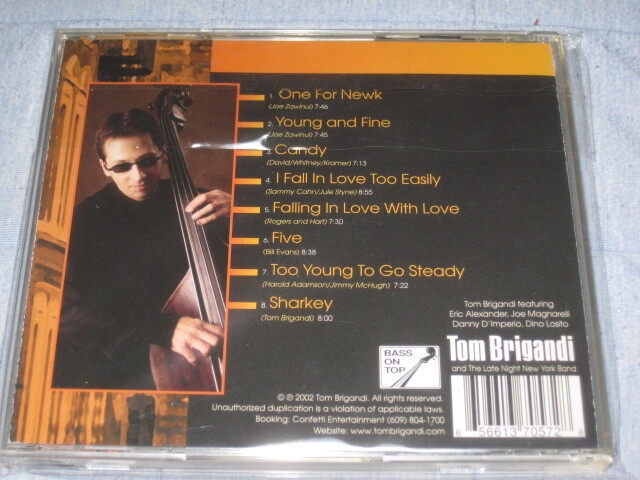 1. One For Newk
(Joe Zawinul) 7:46
2. Young and Fine
(Joe Zawinul) 7:45
3. Candy
(David/Whitney/Kramer) 7:13
4. I Fall In Love Too Easily
(Sammy Cahn/Jule Styne) 8:55
5. Falling In Love With Love
(Rogers and Hart) 7:30
6. Five
(Bill Evans) 8:38
7. Too Young To Go Steady
(Harold Adamson/Jimmy McHugh) 7:22
8. Sharkey
(Tom Brigandi) 8:00
Tom Brigandi featuring
Eric Alexander, Joe Magnarelli
Danny D'Imperio, Dino Losito
BASS
ON
TOP
Tom Brigandi
and The Late Night New York Band
© ℗ 2002 Tom Brigandi. All rights reserved.
Unauthorized duplication is a violation of applicable laws.
Booking: Confetti Entertainment (609) 804-1700
Website: www.tombrigandi.com
6 56613 70572 8